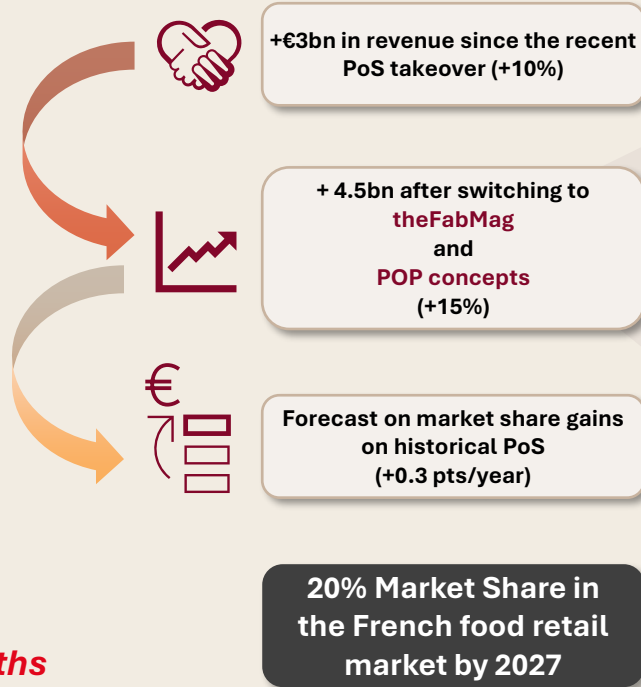 +€3bn in revenue since the recent
PoS takeover (+10%)
+ 4.5bn after switching to
theFabMag
and
POP concepts
(+15%)
€
Forecast on market share gains
on historical PoS
(+0.3 pts/year)
20% Market Share in
the French food retail
market by 2027
ths